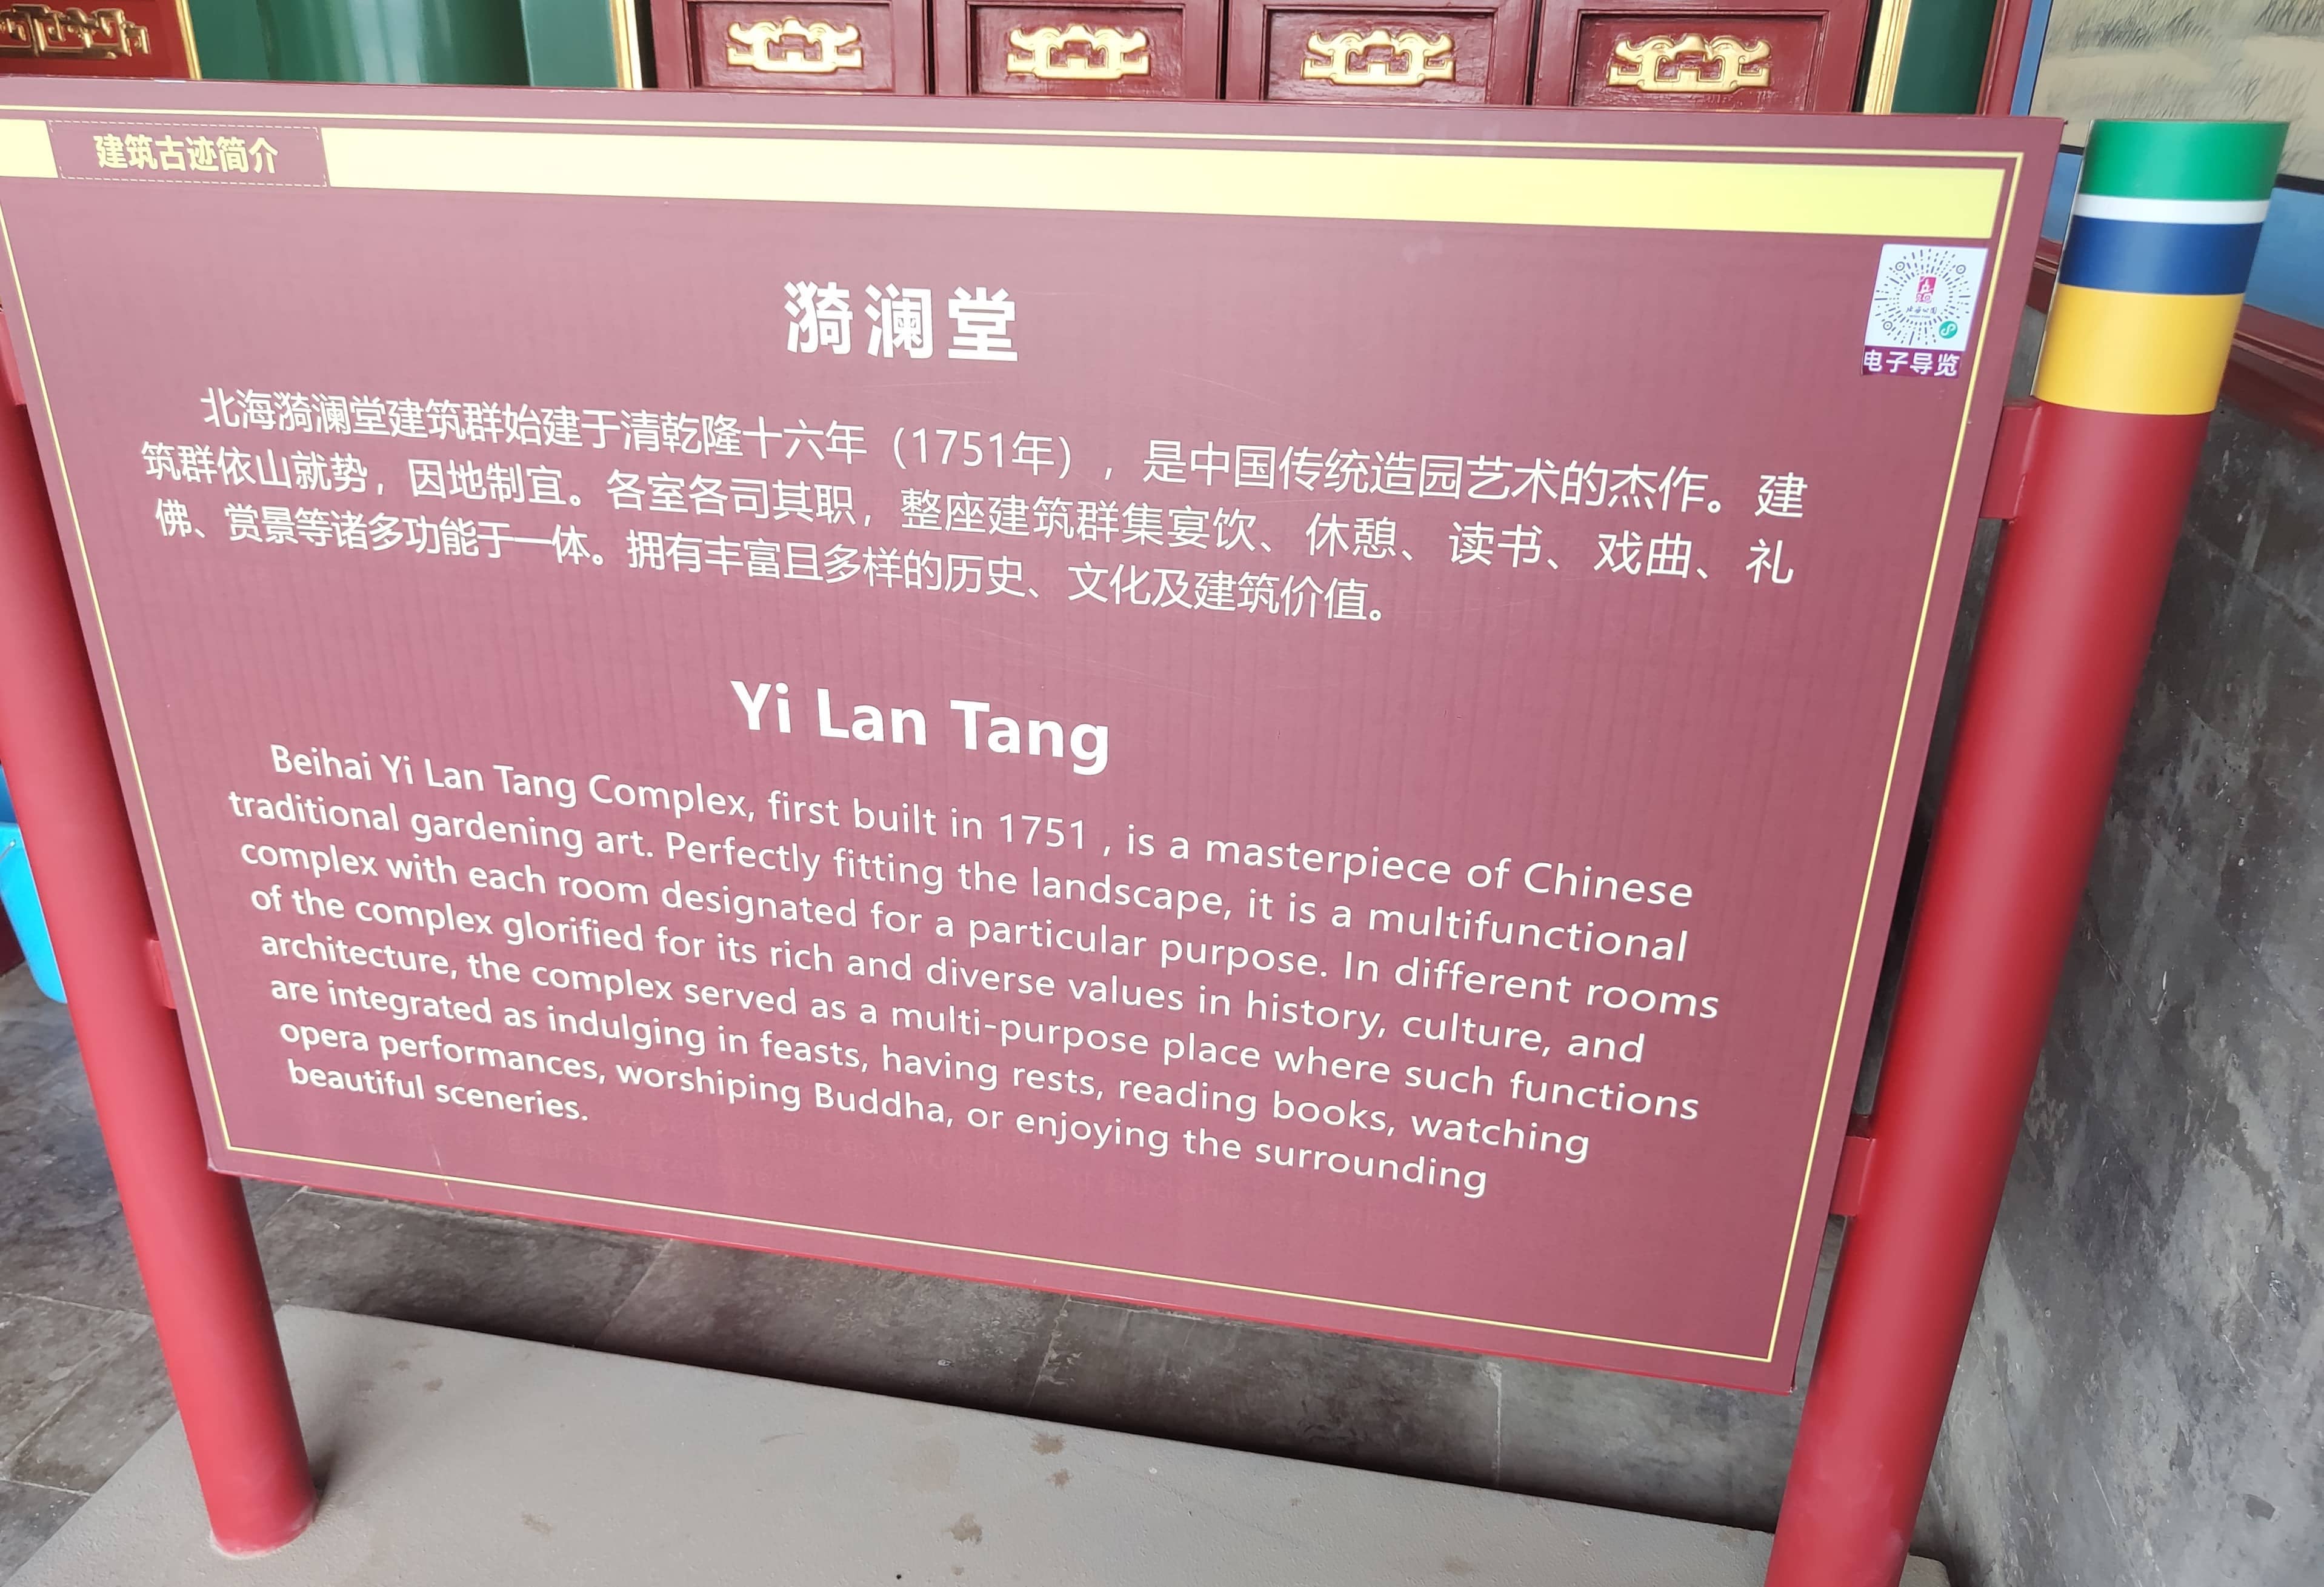 建筑古迹简介
漪澜堂
电子导览
北海漪澜堂建筑群始建于清乾隆十六年（1751年），是中国传统造园艺术的杰作。建
筑群依山就势，因地制宜。各室各司其职，整座建筑群集宴饮、休憩、读书、戏曲、礼
佛、赏景等诸多功能于一体。拥有丰富且多样的历史、文化及建筑价值。
Yi Lan Tang
Beihai Yi Lan Tang Complex, first built in 1751 , is a masterpiece of Chinese
traditional gardening art. Perfectly fitting the landscape, it is a multifunctional
complex with each room designated for a particular purpose. In different rooms
of the complex glorified for its rich and diverse values in history, culture, and
architecture, the complex served as a multi-purpose place where such functions
are integrated as indulging in feasts, having rests, reading books, watching
opera performances, worshiping Buddha, or enjoying the surrounding
beautiful sceneries.